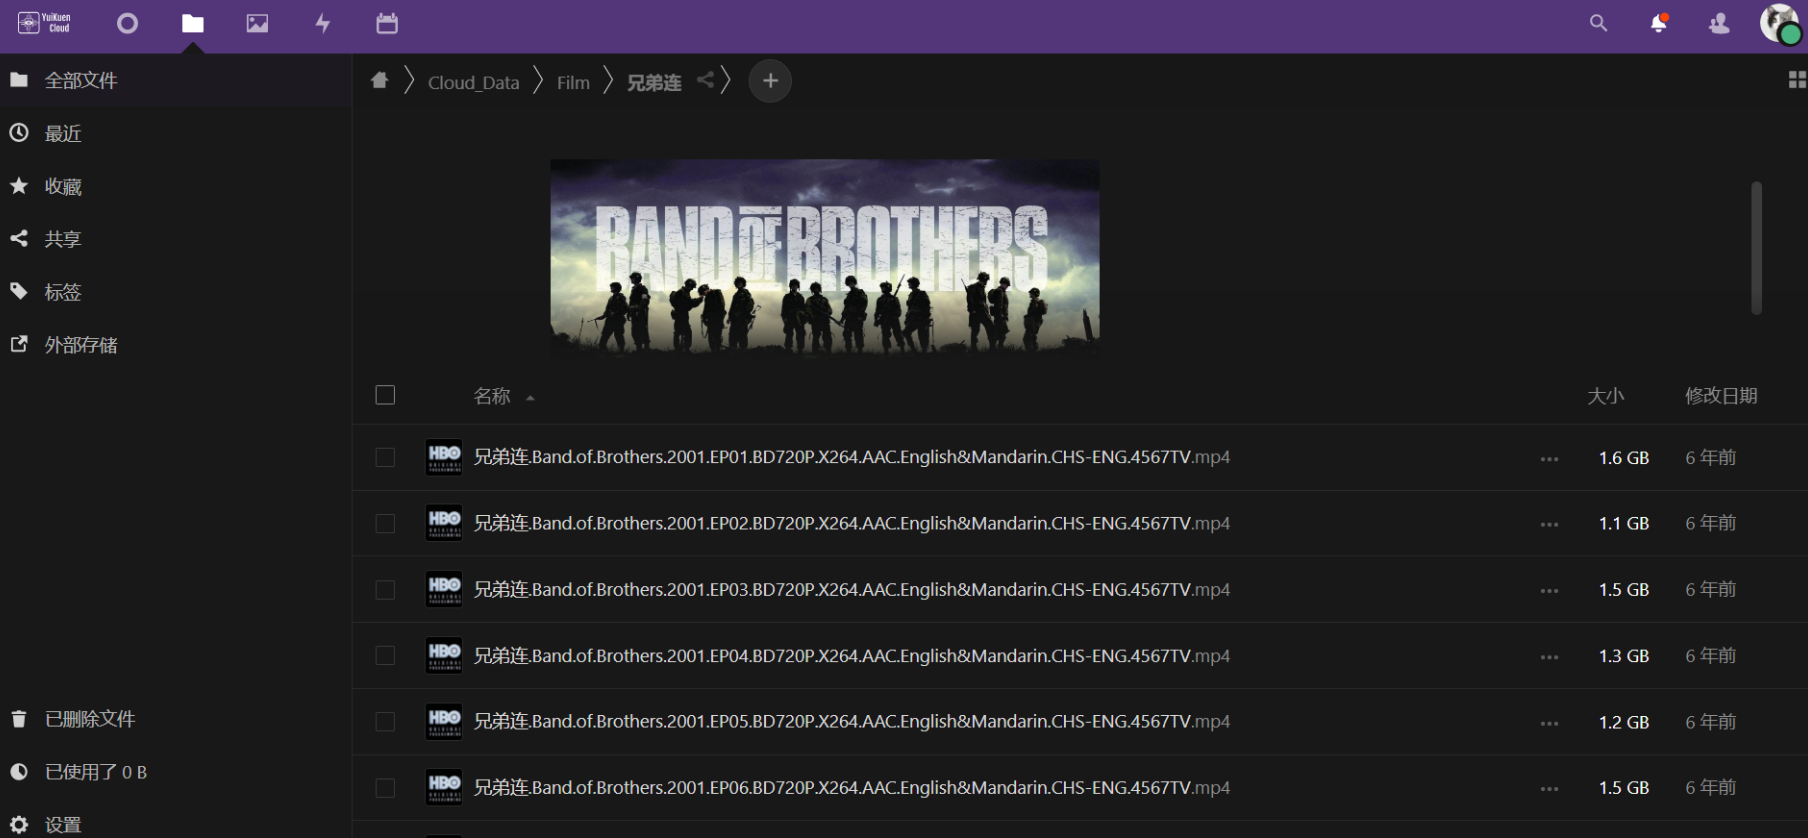 YuiKuen
Cloud
全部文件
最近
收藏
共享
标签
外部存储
已删除文件
已使用了 0 B
设置
Cloud_Data
Film
兄弟连
BAND OF BROTHERS
名称
大小
修改日期
HBO
兄弟连.Band.of.Brothers.2001.EP01.BD720P.X264.AAC.English&Mandarin.CHS-ENG.4567TV.mp4
1.6 GB
6 年前
HBO
兄弟连.Band.of.Brothers.2001.EP02.BD720P.X264.AAC.English&Mandarin.CHS-ENG.4567TV.mp4
1.1 GB
6 年前
HBO
兄弟连.Band.of.Brothers.2001.EP03.BD720P.X264.AAC.English&Mandarin.CHS-ENG.4567TV.mp4
1.5 GB
6 年前
HBO
兄弟连.Band.of.Brothers.2001.EP04.BD720P.X264.AAC.English&Mandarin.CHS-ENG.4567TV.mp4
1.3 GB
6 年前
HBO
兄弟连.Band.of.Brothers.2001.EP05.BD720P.X264.AAC.English&Mandarin.CHS-ENG.4567TV.mp4
1.2 GB
6 年前
HBO
兄弟连.Band.of.Brothers.2001.EP06.BD720P.X264.AAC.English&Mandarin.CHS-ENG.4567TV.mp4
1.5 GB
6 年前